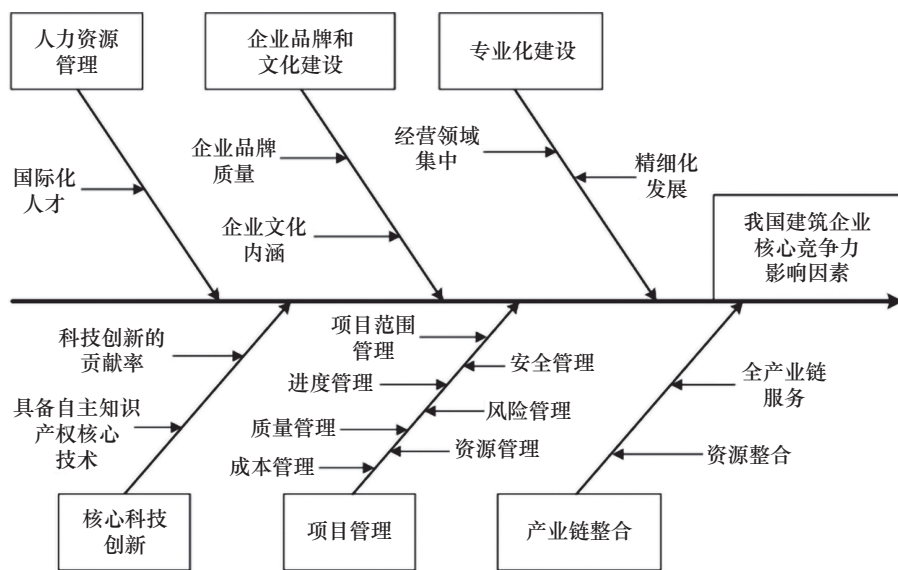 人力资源
管理
企业品牌和
文化建设
专业化建设
企业品牌
质量
经营领域
集中
精细化
发展
国际化
人才
企业文化
内涵
我国建筑企业
核心竞争力
影响因素
科技创新的
贡献率
项目范围
管理
安全管理
进度管理
全产业链
服务
具备自主知识
产权核心
技术
风险管理
质量管理
资源管理
资源整合
成本管理
核心科技
创新
项目管理
产业链整合